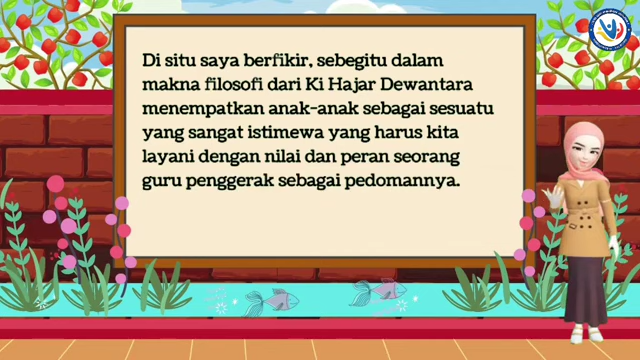 Di situ saya berfikir, sebegitu dalam
makna filosofi dari Ki Hajar Dewantara
menempatkan anak-anak sebagai sesuatu
yang sangat istimewa yang harus kita
layani dengan nilai dan peran seorang
guru penggerak sebagai pedomannya.